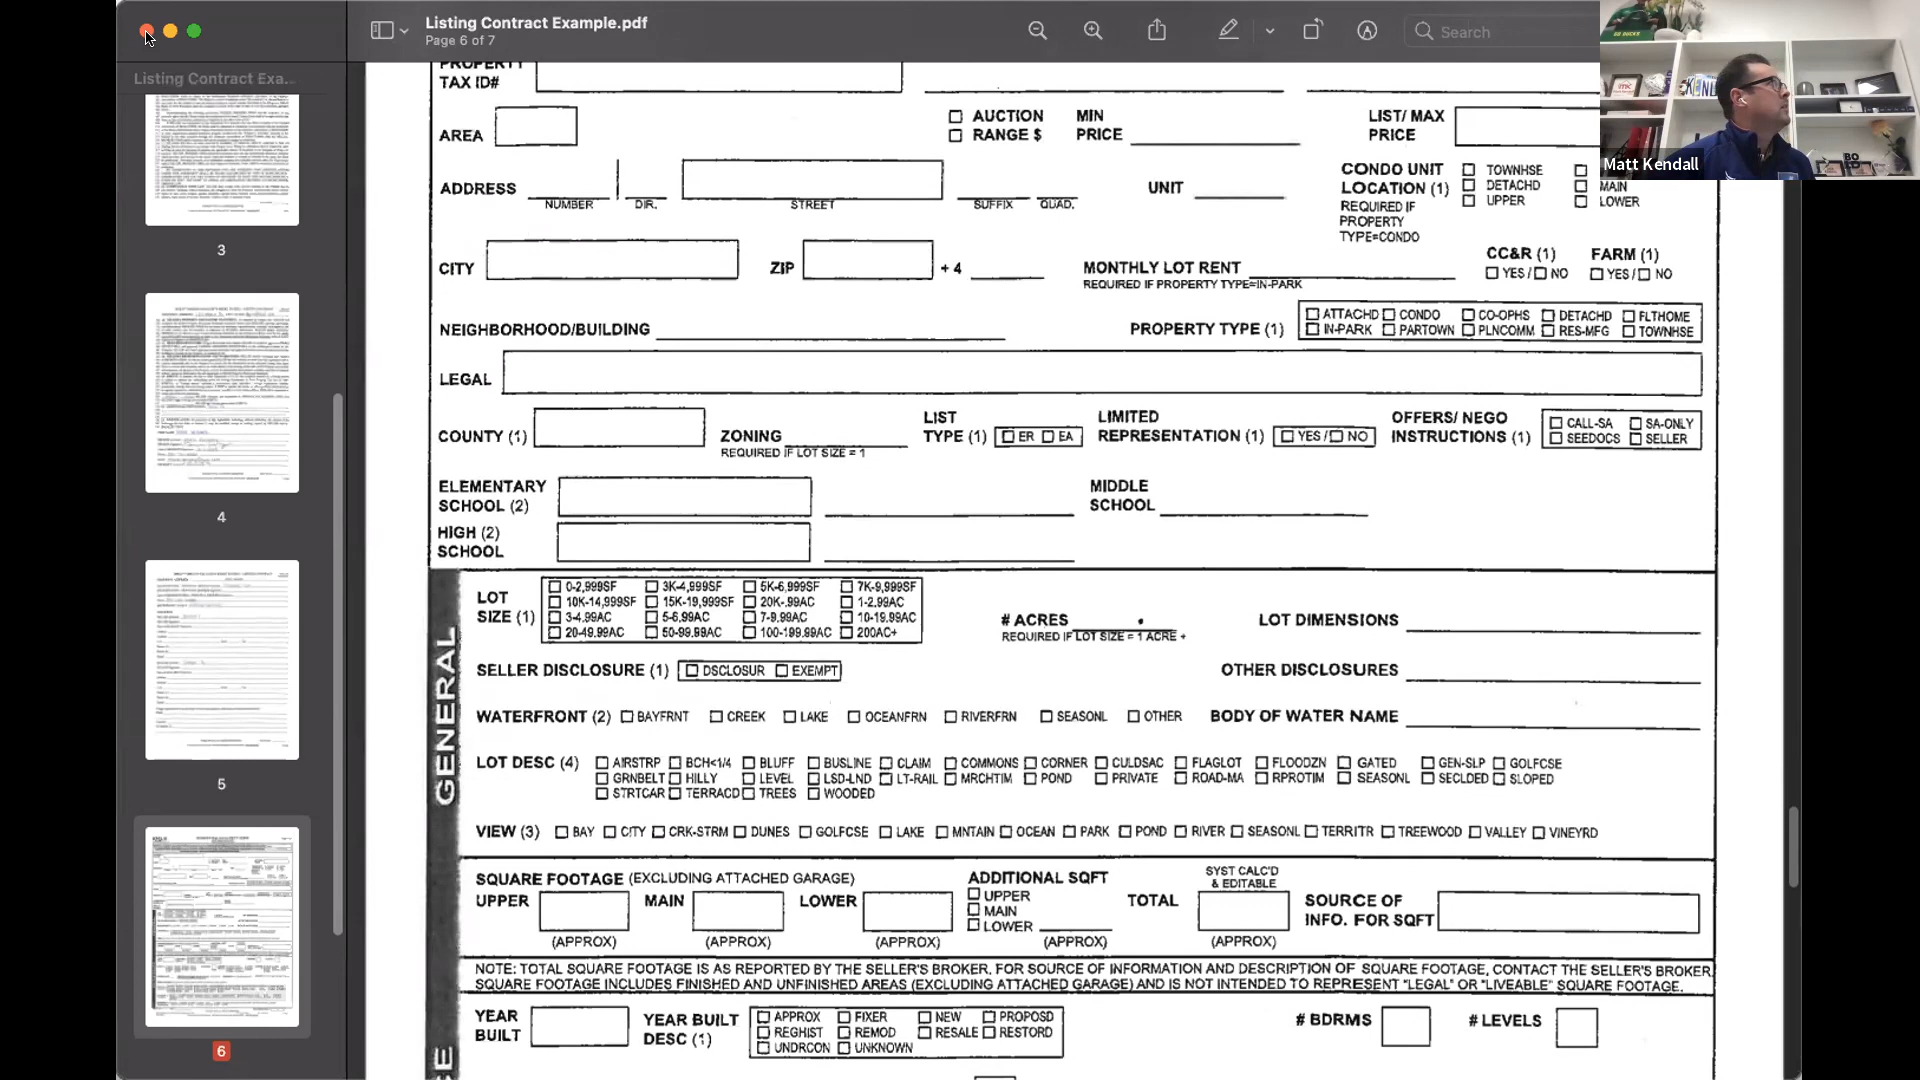 Listing Contract Example.pdf
Page 6 of 7
Search
Listing Contract Exa...
3
4
5
6
Matt Kendall
PROPERTY
TAX ID#
AREA
AUCTION
RANGE $
MIN
PRICE
LIST/ MAX
PRICE
ADDRESS
NUMBER DIR. STREET SUFFIX QUAD.
UNIT
CONDO UNIT
LOCATION (1)
REQUIRED IF
PROPERTY
TYPE=CONDO
TOWNHSE
DETACHD MAIN
UPPER LOWER
CITY ZIP + 4
MONTHLY LOT RENT
REQUIRED IF PROPERTY TYPE=IN-PARK
CC&R (1) FARM (1)
YES / NO YES / NO
NEIGHBORHOOD/BUILDING
PROPERTY TYPE (1)
ATTACHD CONDO CO-OPHS DETACHD FLTHOME
IN-PARK PARTOWN PLNCOMM RES-MFG TOWNHSE
LEGAL
COUNTY (1)
ZONING
REQUIRED IF LOT SIZE = 1
LIST
TYPE (1) ER EA
LIMITED
REPRESENTATION (1) YES / NO
OFFERS/ NEGO
INSTRUCTIONS (1)
CALL-SA SA-ONLY
SEEDOCS SELLER
ELEMENTARY
SCHOOL (2)
MIDDLE
SCHOOL
HIGH (2)
SCHOOL
GENERAL
LOT
SIZE (1)
0-2,999SF 3K-4,999SF 5K-6,999SF 7K-9,999SF
10K-14,999SF 15K-19,999SF 20K-.99AC 1-2.99AC
3-4.99AC 5-6.99AC 7-9.99AC 10-19.99AC
20-49.99AC 50-99.99AC 100-199.99AC 200AC+
# ACRES .
REQUIRED IF LOT SIZE = 1 ACRE +
LOT DIMENSIONS
SELLER DISCLOSURE (1) DSCLOSUR EXEMPT
OTHER DISCLOSURES
WATERFRONT (2) BAYFRNT CREEK LAKE OCEANFRN RIVERFRN SEASONL OTHER BODY OF WATER NAME
LOT DESC (4) AIRSTRP BCH<1/4 BLUFF BUSLINE CLAIM COMMONS CORNER CULDSAC FLAGLOT FLOODZN GATED GEN-SLP GOLFCSE
GRNBELT HILLY LEVEL LSD-LND LT-RAIL MRCHTIM POND PRIVATE ROAD-MA RPROTIM SEASONL SECLDED SLOPED
STRTCAR TERRACD TREES WOODED
VIEW (3) BAY CITY CRK-STRM DUNES GOLFCSE LAKE MNTAIN OCEAN PARK POND RIVER SEASONL TERRITR TREEWOOD VALLEY VINEYRD
SQUARE FOOTAGE (EXCLUDING ATTACHED GARAGE)
UPPER MAIN LOWER
(APPROX) (APPROX) (APPROX)
ADDITIONAL SQFT
UPPER
MAIN
LOWER
(APPROX)
TOTAL
SYST CALC'D
& EDITABLE
(APPROX)
SOURCE OF
INFO. FOR SQFT
NOTE: TOTAL SQUARE FOOTAGE IS AS REPORTED BY THE SELLER'S BROKER. FOR SOURCE OF INFORMATION AND DESCRIPTION OF SQUARE FOOTAGE, CONTACT THE SELLER'S BROKER.
SQUARE FOOTAGE INCLUDES FINISHED AND UNFINISHED AREAS (EXCLUDING ATTACHED GARAGE) AND IS NOT INTENDED TO REPRESENT "LEGAL" OR "LIVEABLE" SQUARE FOOTAGE.
YEAR
BUILT
YEAR BUILT
DESC (1)
APPROX FIXER NEW PROPOSD
REGHIST REMOD RESALE RESTORD
UNDRCON UNKNOWN
# BDRMS # LEVELS